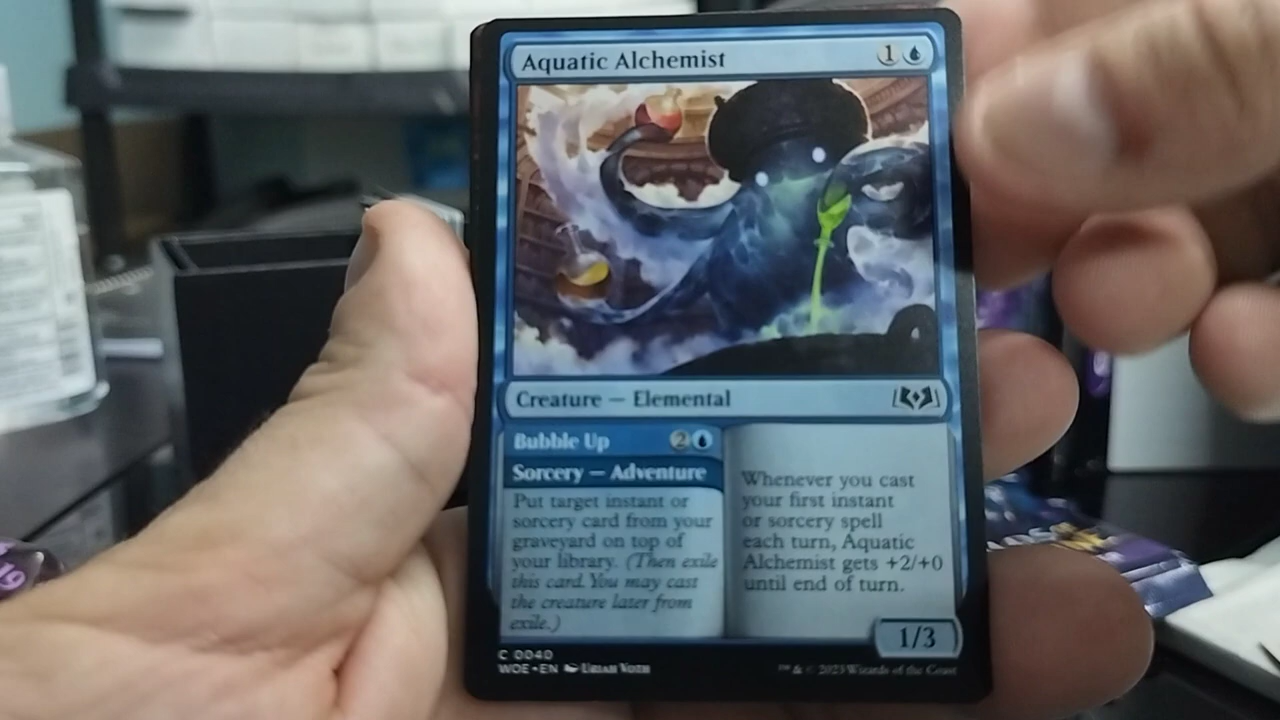 Aquatic Alchemist 1
Creature — Elemental
Bubble Up 2
Sorcery — Adventure
Put target instant or
sorcery card from your
graveyard on top of
your library. (Then exile
this card. You may cast
the creature later from
exile.)
Whenever you cast
your first instant
or sorcery spell
each turn, Aquatic
Alchemist gets +2/+0
until end of turn.
1/3
C 0040
WOE • EN Uriah Voth
™ & © 2023 Wizards of the Coast
19